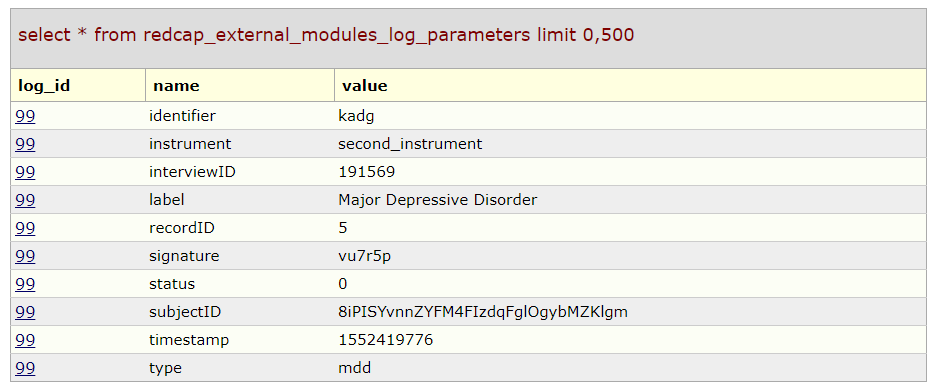 select * from redcap_external_modules_log_parameters limit 0,500
log_id name value
99 identifier kadg
99 instrument second_instrument
99 interviewID 191569
99 label Major Depressive Disorder
99 recordID 5
99 signature vu7r5p
99 status 0
99 subjectID 8iPISYvnnZYFM4FIzdqFglOgybMZKlgm
99 timestamp 1552419776
99 type mdd